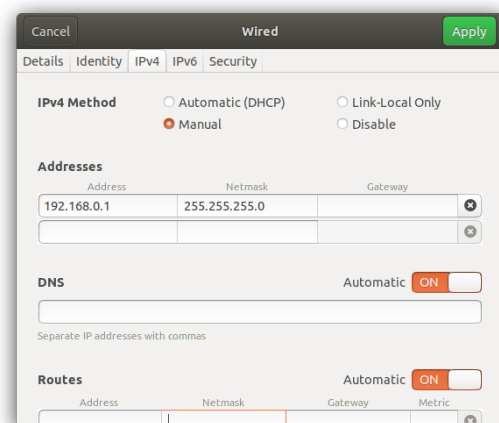 Cancel Wired Apply
Details Identity IPv4 IPv6 Security
IPv4 Method Automatic (DHCP) Link-Local Only
Manual Disable
Addresses
Address Netmask Gateway
192.168.0.1 255.255.255.0
DNS Automatic ON
Separate IP addresses with commas
Routes Automatic ON
Address Netmask Gateway Metric